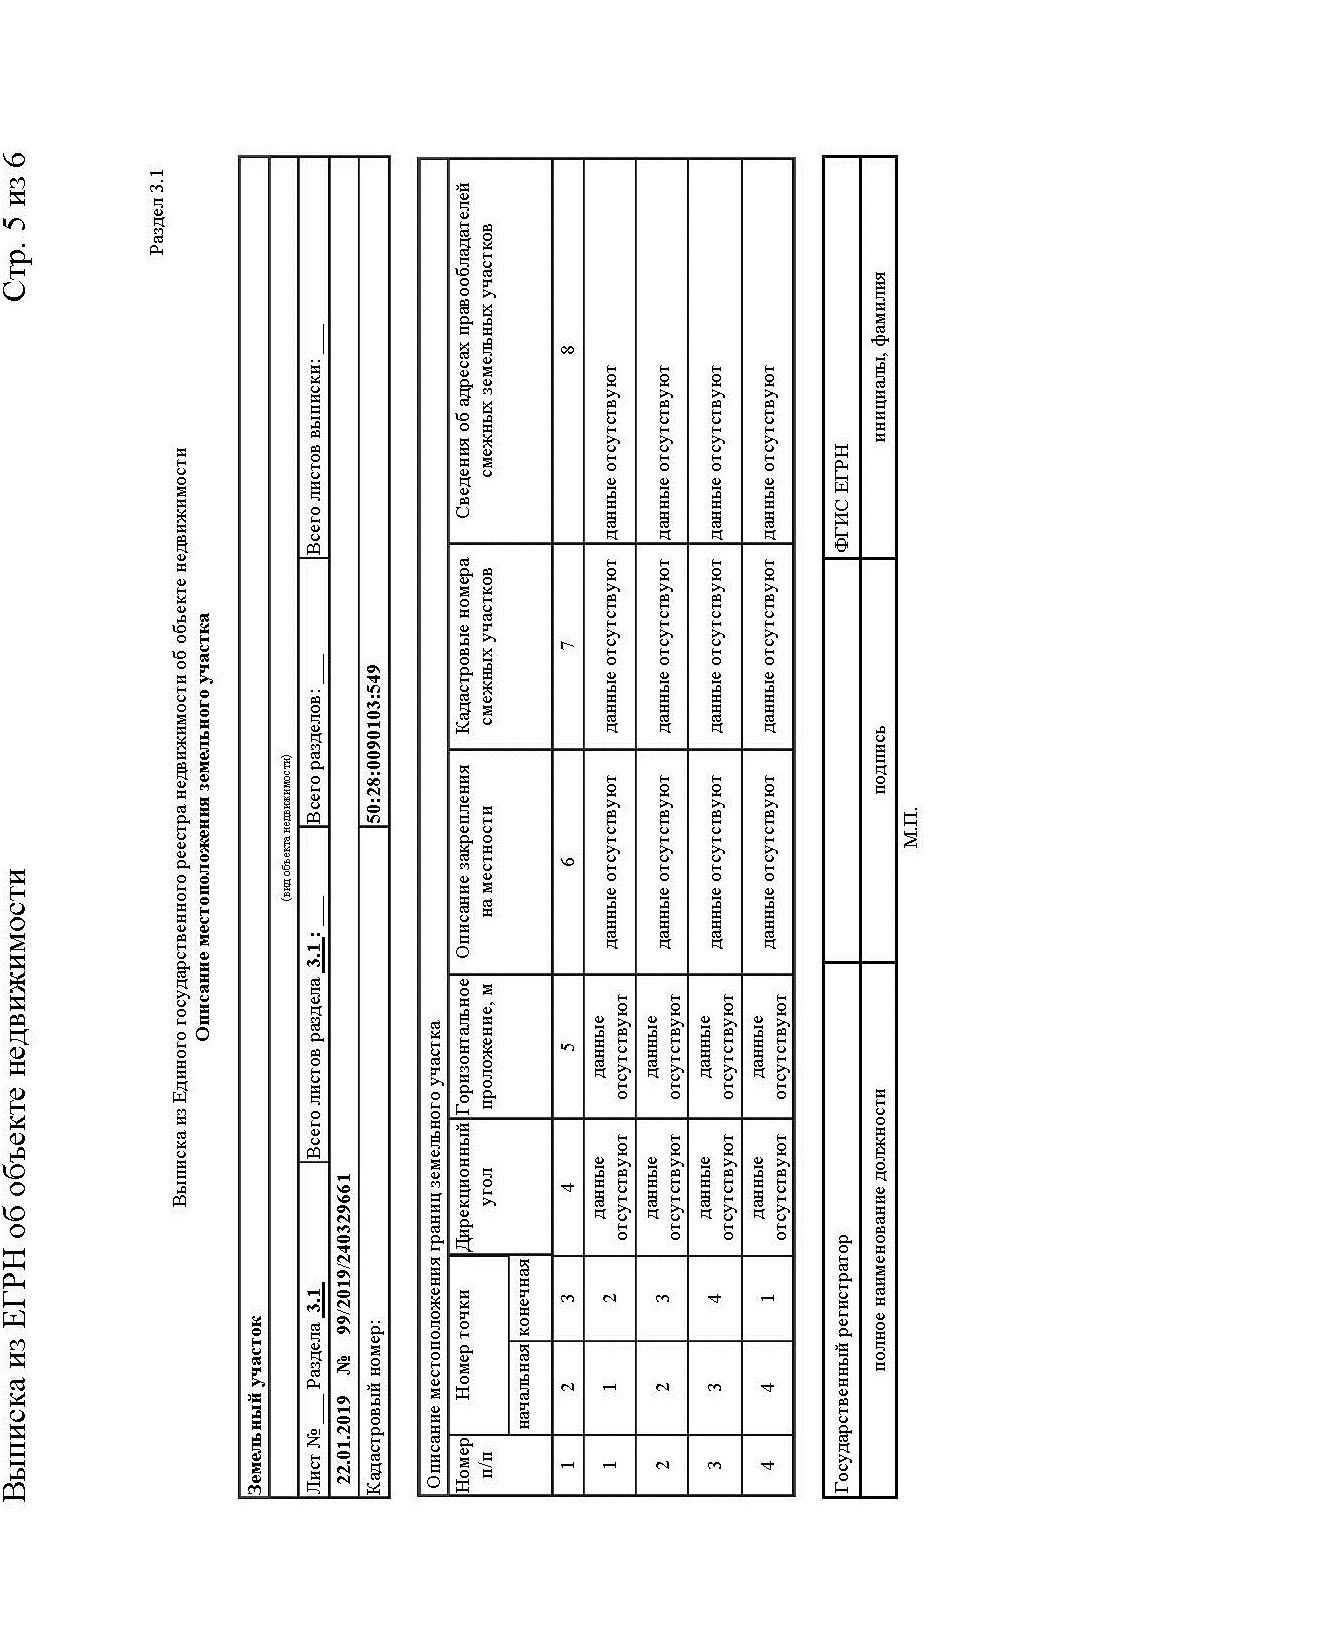 Выписка из ЕГРН об объекте недвижимости Стр. 5 из 6
Раздел 3.1
Выписка из Единого государственного реестра недвижимости об объекте недвижимости
Описание местоположения земельного участка
Земельный участок
(вид объекта недвижимости)
Лист № ___ Раздела 3.1 Всего листов раздела 3.1 : ___ Всего разделов: ___ Всего листов выписки: ___
22.01.2019 № 99/2019/240329661
Кадастровый номер: 50:28:0090103:549
Описание местоположения границ земельного участка
Номер п/п Номер точки Дирекционный угол Горизонтальное проложение, м Описание закрепления на местности Кадастровые номера смежных участков Сведения об адресах правообладателей смежных земельных участков
начальная конечная
1 2 3 4 5 6 7 8
1 1 2 данные отсутствуют данные отсутствуют данные отсутствуют данные отсутствуют данные отсутствуют
2 2 3 данные отсутствуют данные отсутствуют данные отсутствуют данные отсутствуют данные отсутствуют
3 3 4 данные отсутствуют данные отсутствуют данные отсутствуют данные отсутствуют данные отсутствуют
4 4 1 данные отсутствуют данные отсутствуют данные отсутствуют данные отсутствуют данные отсутствуют
Государственный регистратор ФГИС ЕГРН
полное наименование должности подпись инициалы, фамилия
М.П.